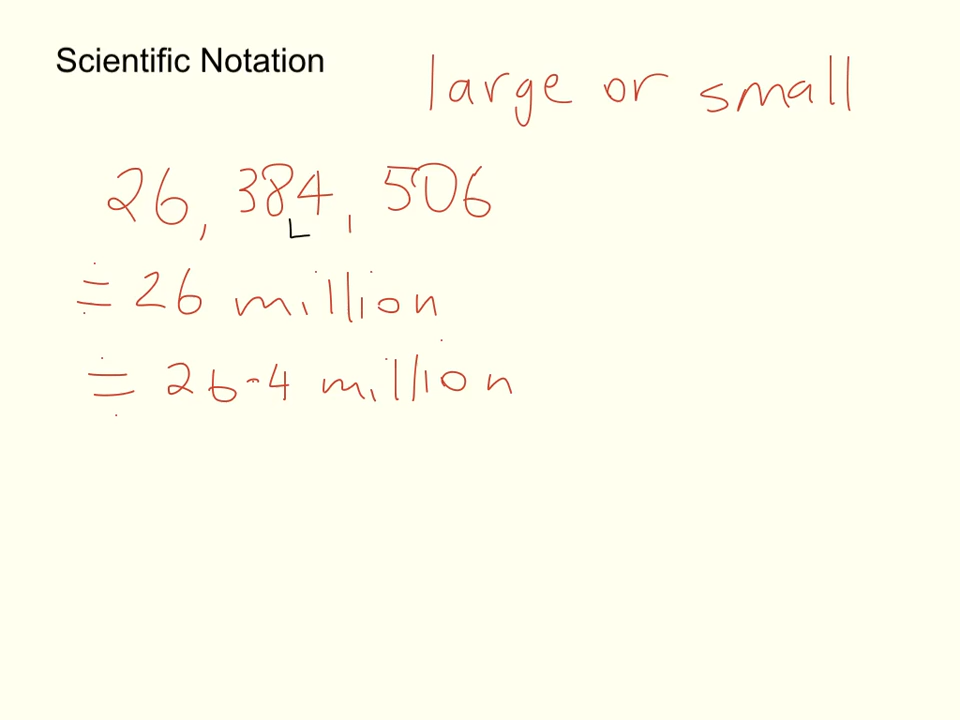 Scientific Notation
large or small
26,384,506
≑ 26 million
≑ 26.4 million